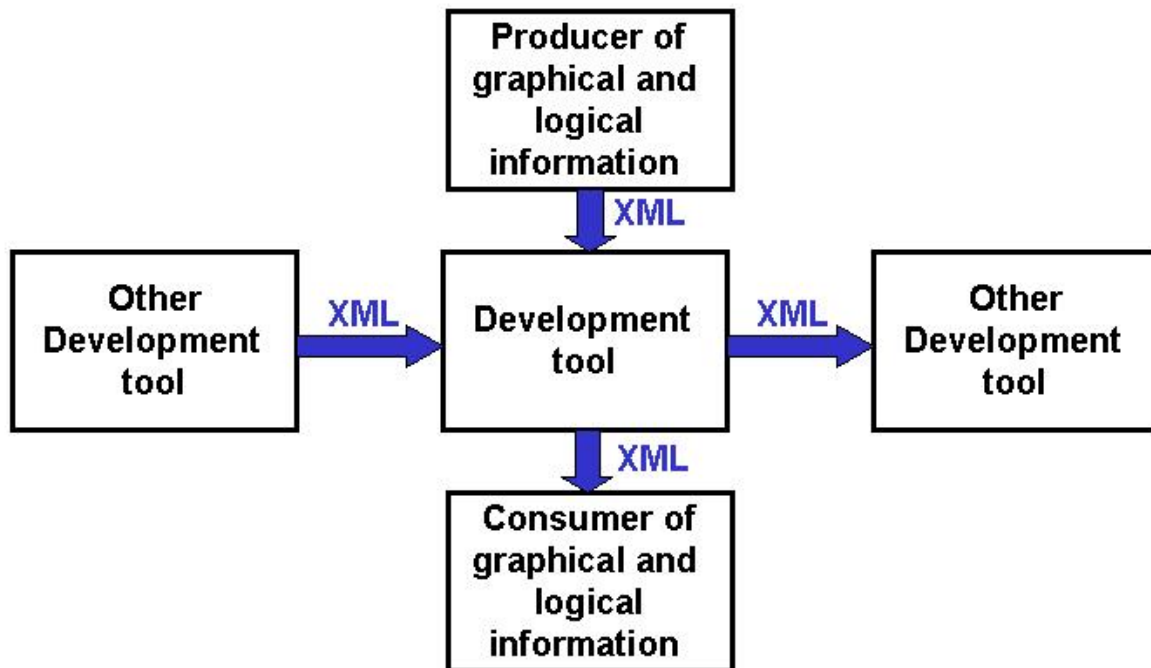 Producer of
graphical and
logical
information
XML
Other
Development
tool
XML
Development
tool
XML
Other
Development
tool
XML
Consumer of
graphical and
logical
information